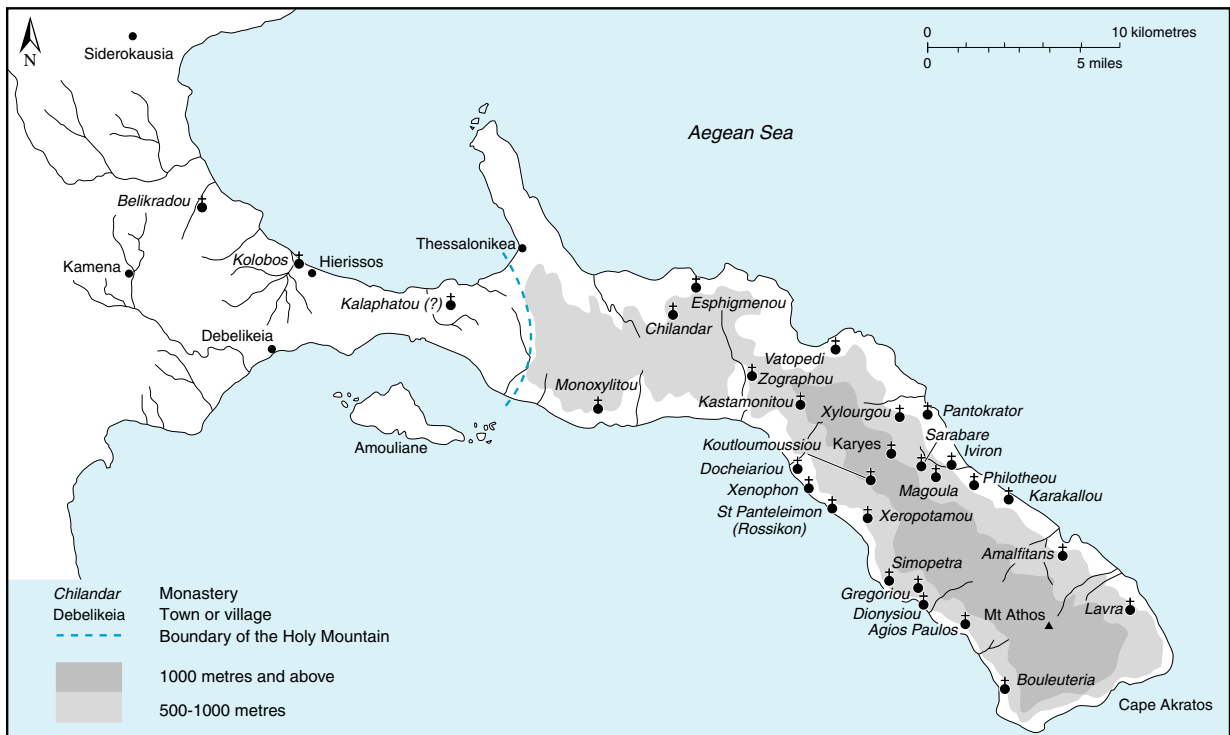 N
Siderokausia
0 10 kilometres
0 5 miles
Aegean Sea
Belikradou
Thessalonikea
Kolobos
Hierissos
Kamena
Kalaphatou (?)
Esphigmenou
Chilandar
Debelikeia
Vatopedi
Zographou
Monoxylitou
Kastamonitou
Xylourgou
Pantokrator
Amouliane
Koutloumoussiou
Karyes
Sarabare
Iviron
Docheiariou
Philotheou
Magoula
Xenophon
Karakallou
St Panteleimon
(Rossikon)
Xeropotamou
Amalfitans
Simopetra
Gregoriou
Dionysiou
Agios Paulos
Mt Athos
Lavra
Bouleuteria
Cape Akratos
Chilandar Monastery
Debelikeia Town or village
Boundary of the Holy Mountain
1000 metres and above
500-1000 metres